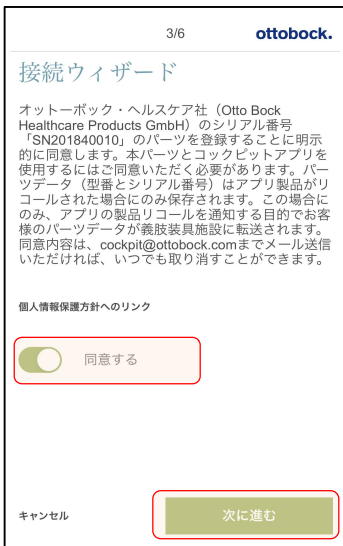 3/6
ottobock.
接続ウィザード
オットーボック・ヘルスケア社（Otto Bock
Healthcare Products GmbH）のシリアル番号
「SN201840010」のパーツを登録することに明示
的に同意します。本パーツとコックピットアプリを
使用するにはご同意いただく必要があります。パー
ツデータ（型番とシリアル番号）はアプリ製品がリ
コールされた場合にのみ保存されます。この場合に
のみ、アプリの製品リコールを通知する目的でお客
様のパーツデータが義肢装具施設に転送されます。
同意内容は、cockpit@ottobock.comまでメール送信
いただければ、いつでも取り消すことができます。
個人情報保護方針へのリンク
同意する
キャンセル
次に進む